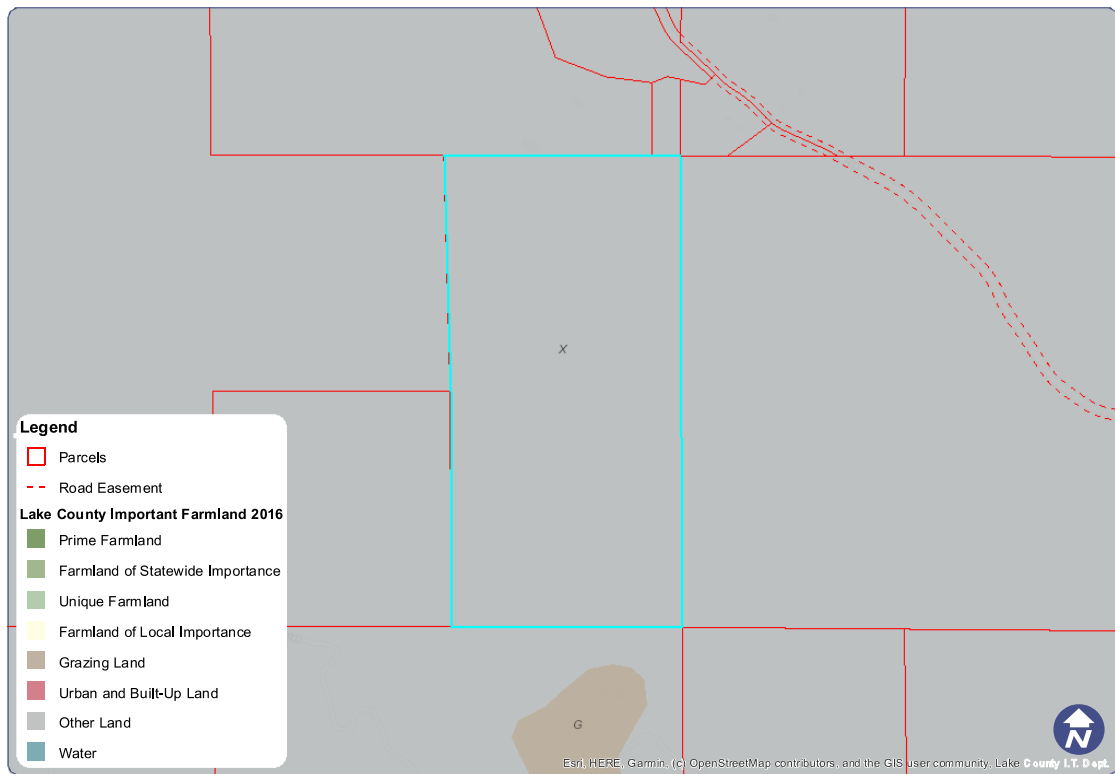 X
Legend
Parcels
Road Easement
Lake County Important Farmland 2016
Prime Farmland
Farmland of Statewide Importance
Unique Farmland
Farmland of Local Importance
Grazing Land
Urban and Built-Up Land
Other Land
Water
G
N
Esri, HERE, Garmin, (c) OpenStreetMap contributors, and the GIS user community, Lake County I.T. Dept.